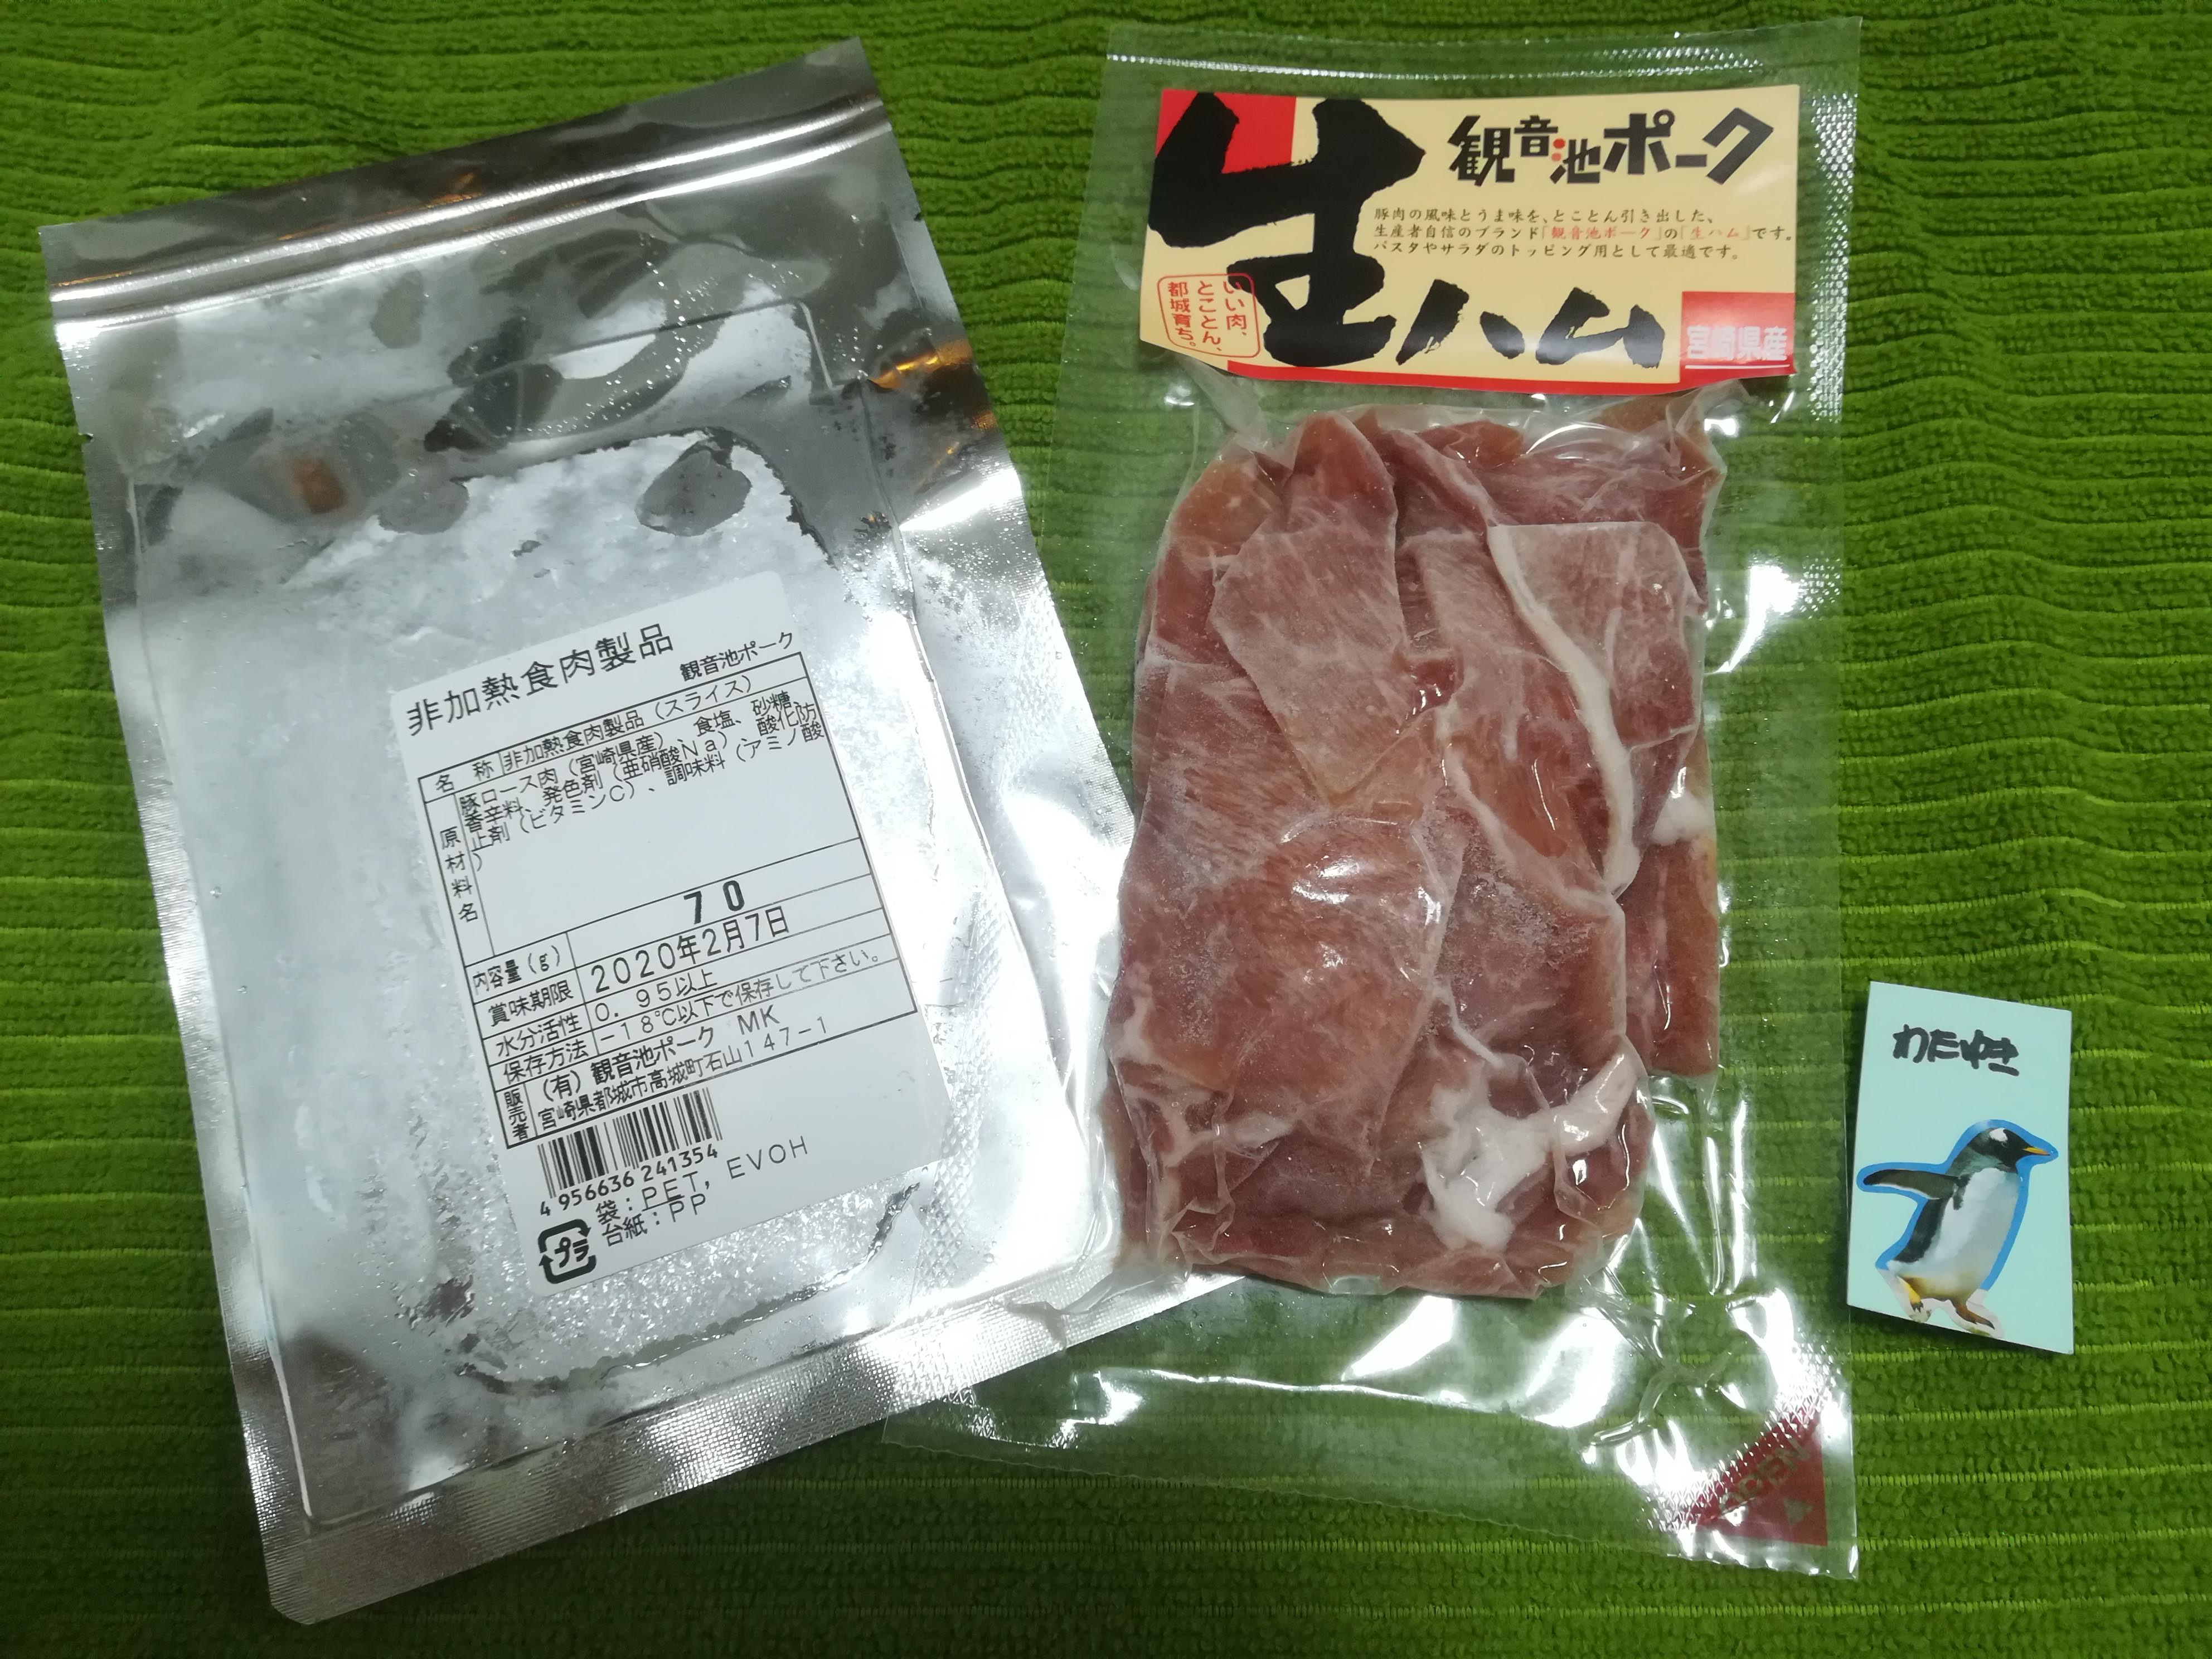 非加熱食肉製品
観音池ポーク
名称 非加熱食肉製品(スライス)
原材料名 豚ロース肉(宮崎県産)、食塩、砂糖
香辛料、発色剤(亜硝酸Na)、酸化防
止剤(ビタミンC)、調味料(アミノ酸
)
内容量(g) 70
賞味期限 2020年2月7日
水分活性 0.95以上
保存方法 -18℃以下で保存して下さい。
販売者 (有)観音池ポーク MK
宮崎県都城市高城町石山147-1
4 956636 241354
プラ
袋:PET, EVOH
台紙:PP
観音池ポーク
豚肉の風味とうま味を、とことん引き出した、
生産者自信のブランド「観音池ポーク」の「生ハム」です。
パスタやサラダのトッピング用として最適です。
生ハム
いい肉、
とことん、
都城育ち。
宮崎県産
わたゆき